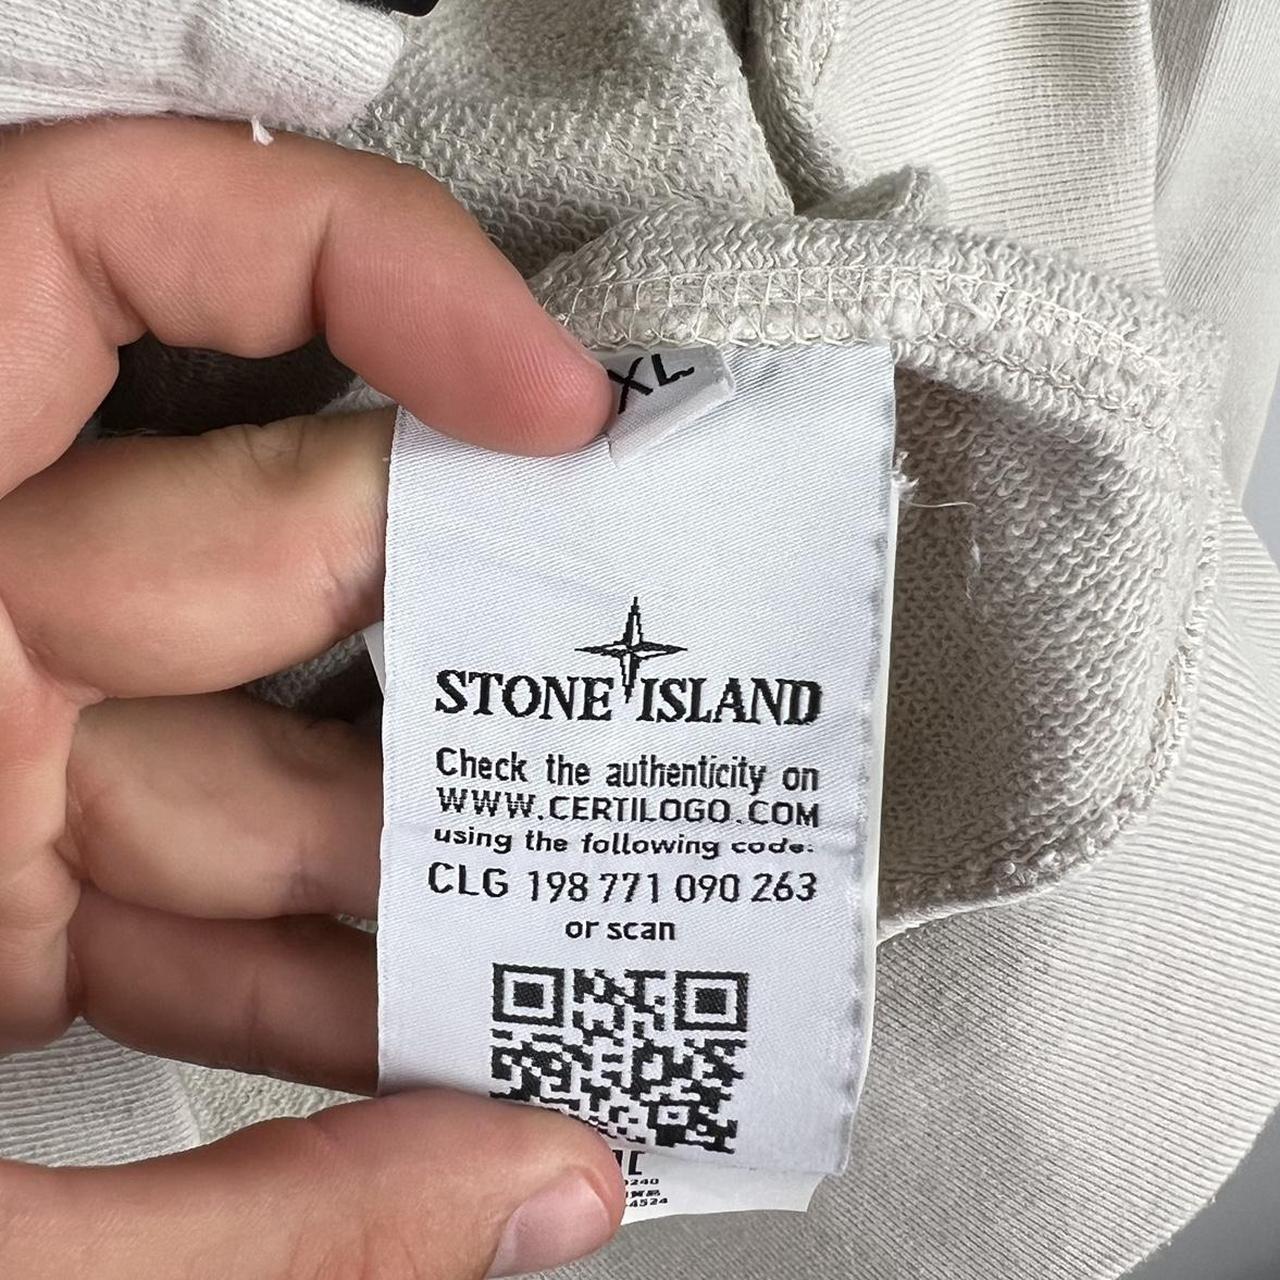 XL
STONE ISLAND
Check the authenticity on
WWW.CERTILOGO.COM
using the following code:
CLG 198 771 090 263
or scan